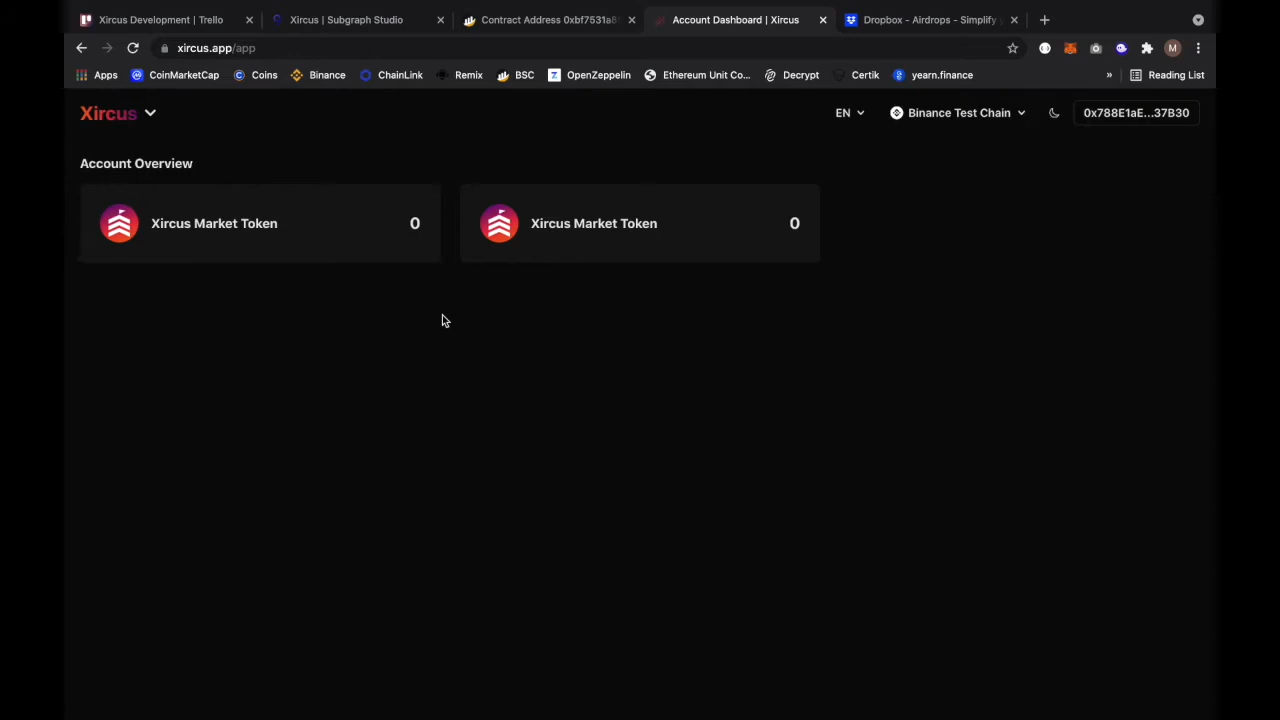 Xircus Development | Trello
Xircus | Subgraph Studio
Contract Address 0xbf7531a8
Account Dashboard | Xircus
Dropbox - Airdrops - Simplify
xircus.app/app
Apps CoinMarketCap Coins Binance ChainLink Remix BSC OpenZeppelin Ethereum Unit Co... Decrypt Certik yearn.finance » Reading List
M
Xircus EN Binance Test Chain 0x788E1aE...37B30
Account Overview
Xircus Market Token 0
Xircus Market Token 0